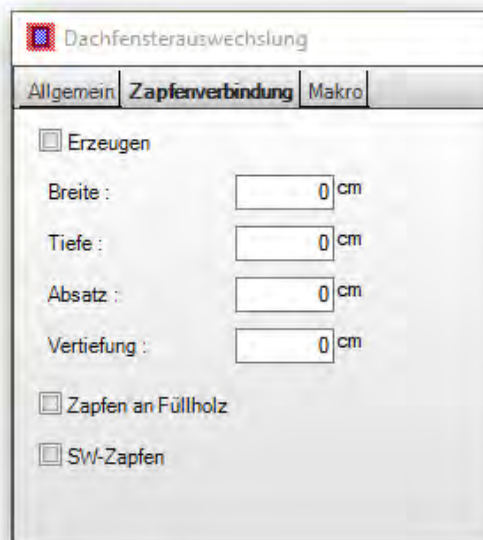 Dachfensterauswechslung
Allgemein Zapfenverbindung Makro
Erzeugen
Breite : 0 cm
Tiefe : 0 cm
Absatz : 0 cm
Vertiefung : 0 cm
Zapfen an Füllholz
SW-Zapfen